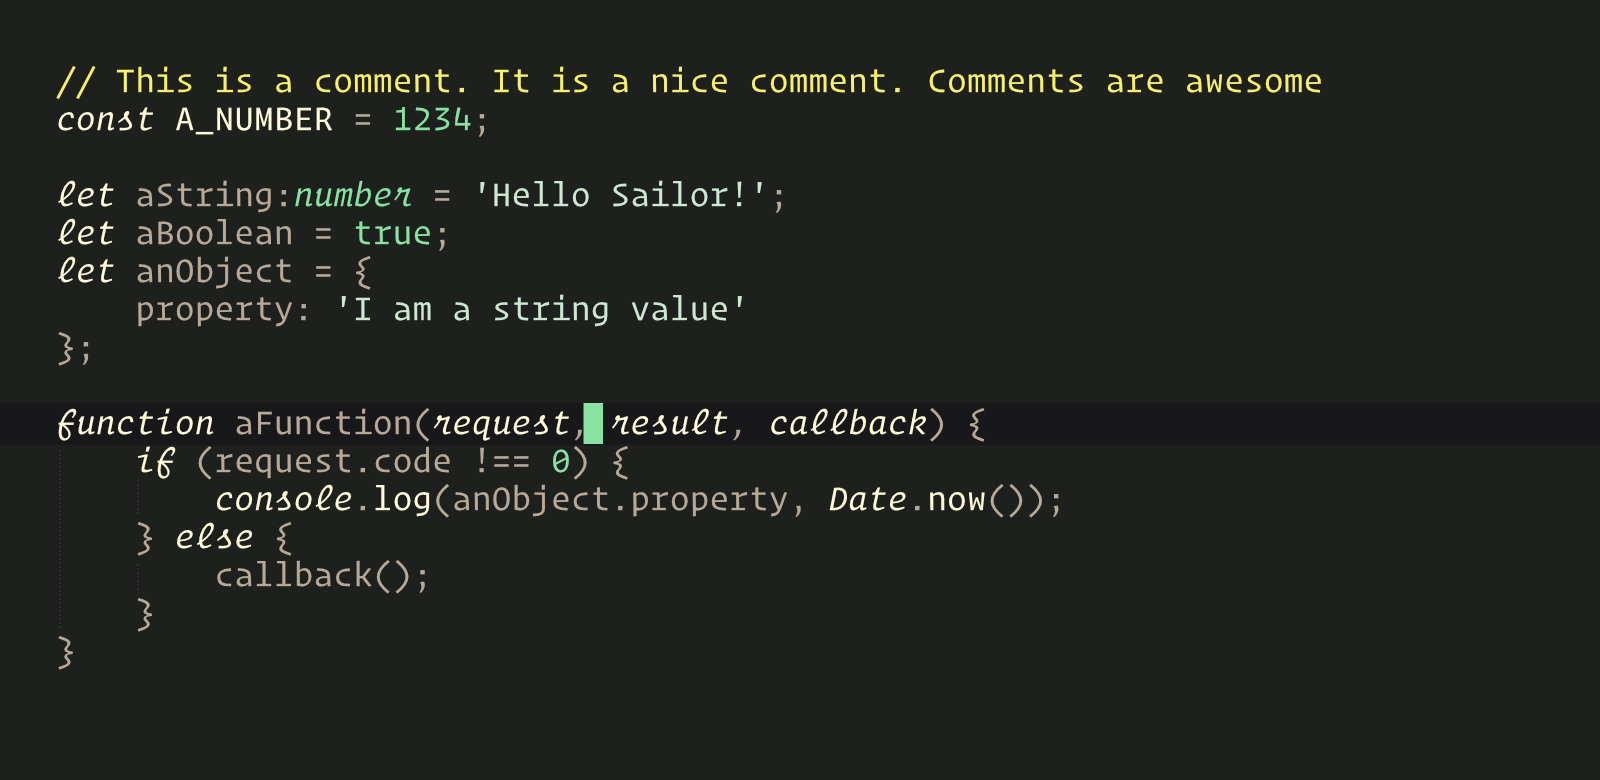 // This is a comment. It is a nice comment. Comments are awesome
const A_NUMBER = 1234;

let aString:number = 'Hello Sailor!';
let aBoolean = true;
let anObject = {
    property: 'I am a string value'
};

function aFunction(request, result, callback) {
    if (request.code !== 0) {
        console.log(anObject.property, Date.now());
    } else {
        callback();
    }
}